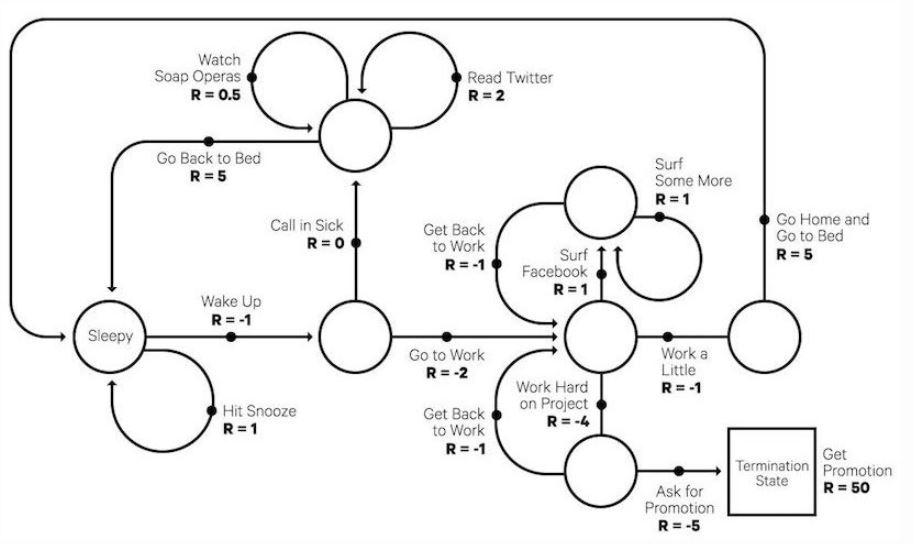 Watch
Soap Operas
R = 0.5
Read Twitter
R = 2
Go Back to Bed
R = 5
Surf
Some More
R = 1
Call in Sick
R = 0
Get Back
to Work
R = -1
Go Home and
Go to Bed
R = 5
Surf
Facebook
R = 1
Wake Up
R = -1
Sleepy
Go to Work
R = -2
Work a
Little
R = -1
Hit Snooze
R = 1
Work Hard
on Project
R = -4
Get Back
to Work
R = -1
Termination
State
Get
Promotion
R = 50
Ask for
Promotion
R = -5